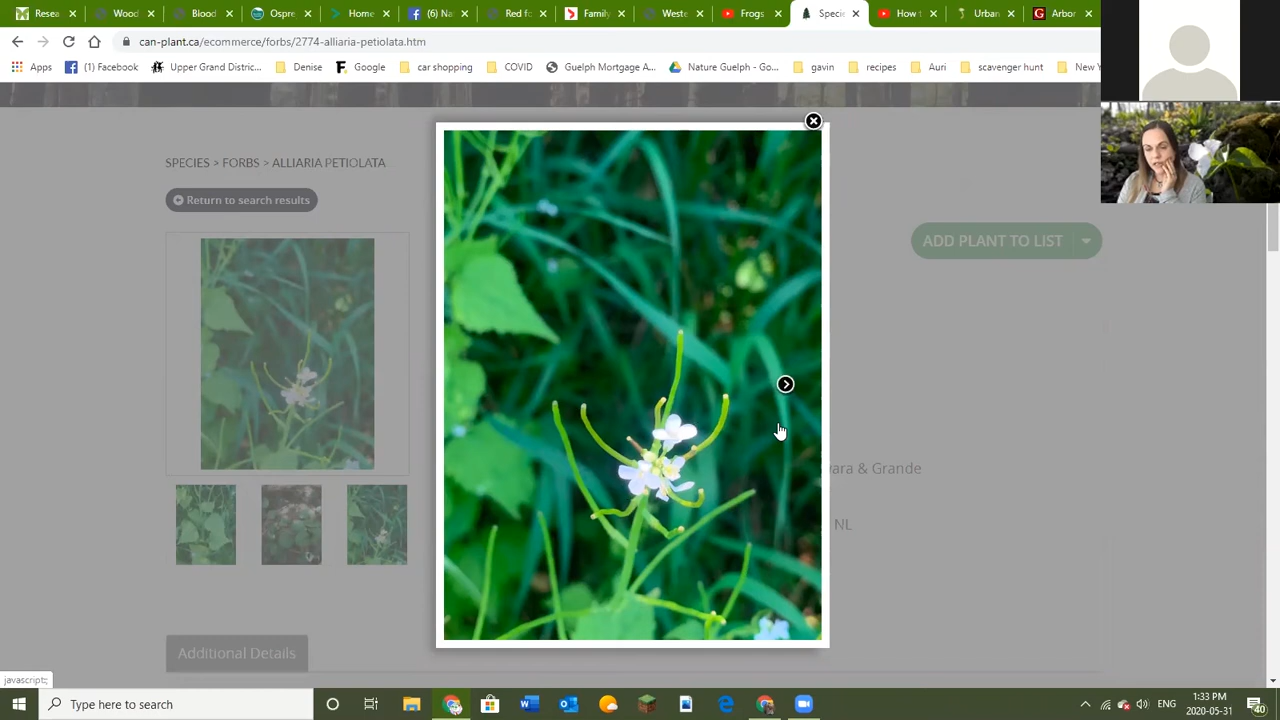 Resea
Wood
Blood
Ospre
Home
(6) Na
Red fo
Family
Weste
Frogs
Specie
How t
Urban
Arbor
can-plant.ca/ecommerce/forbs/2774-alliaria-petiolata.htm
Apps
(1) Facebook
Upper Grand Distric...
Denise
Google
car shopping
COVID
Guelph Mortgage A...
Nature Guelph - Go...
gavin
recipes
Auri
scavenger hunt
New Y
SPECIES > FORBS > ALLIARIA PETIOLATA
Return to search results
ADD PLANT TO LIST
vara & Grande
NL
Additional Details
javascript:;
Type here to search
ENG
1:33 PM
2020-05-31
40